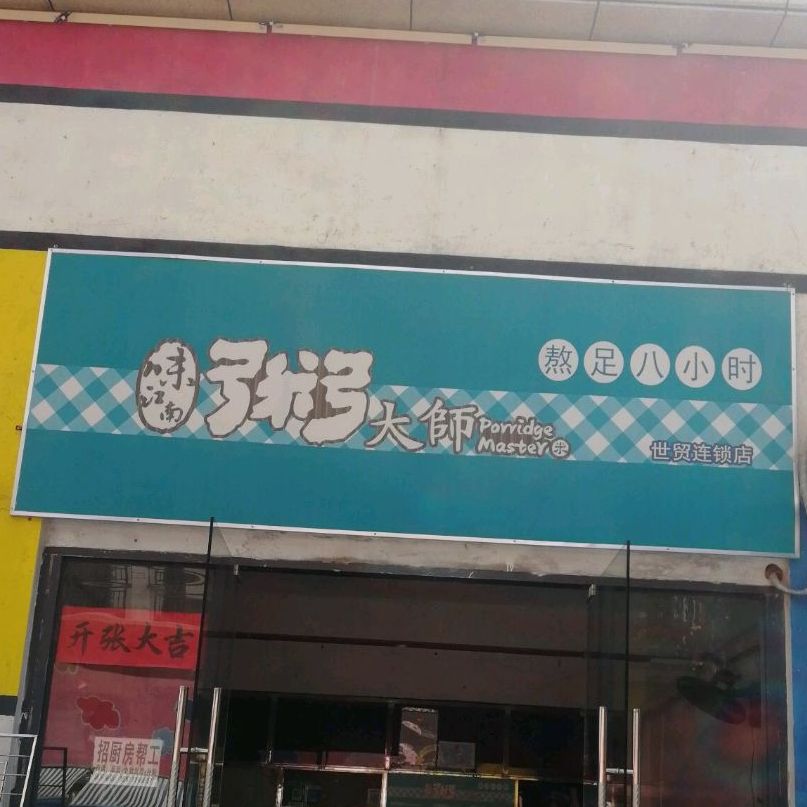 味江南
粥大師
Porridge
Master
米
熬足八小时
世贸连锁店
开张大吉
招厨房帮工